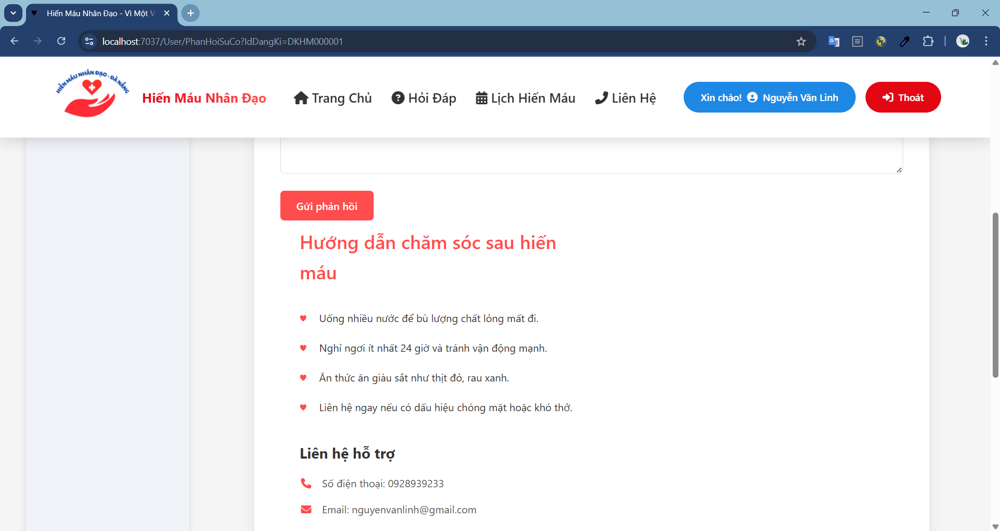 Hiến Máu Nhân Đạo - Vì Một V
localhost:7037/User/PhanHoiSuCo?IdDangKi=DKHM000001
HIẾN MÁU NHÂN ĐẠO - ĐÀ NẴNG
Hiến Máu Nhân Đạo
Trang Chủ
Hỏi Đáp
Lịch Hiến Máu
Liên Hệ
Xin chào! Nguyễn Văn Linh
Thoát
Gửi phản hồi
Hướng dẫn chăm sóc sau hiến
máu
Uống nhiều nước để bù lượng chất lỏng mất đi.
Nghỉ ngơi ít nhất 24 giờ và tránh vận động mạnh.
Ăn thức ăn giàu sắt như thịt đỏ, rau xanh.
Liên hệ ngay nếu có dấu hiệu chóng mặt hoặc khó thở.
Liên hệ hỗ trợ
Số điện thoại: 0928939233
Email: nguyenvanlinh@gmail.com